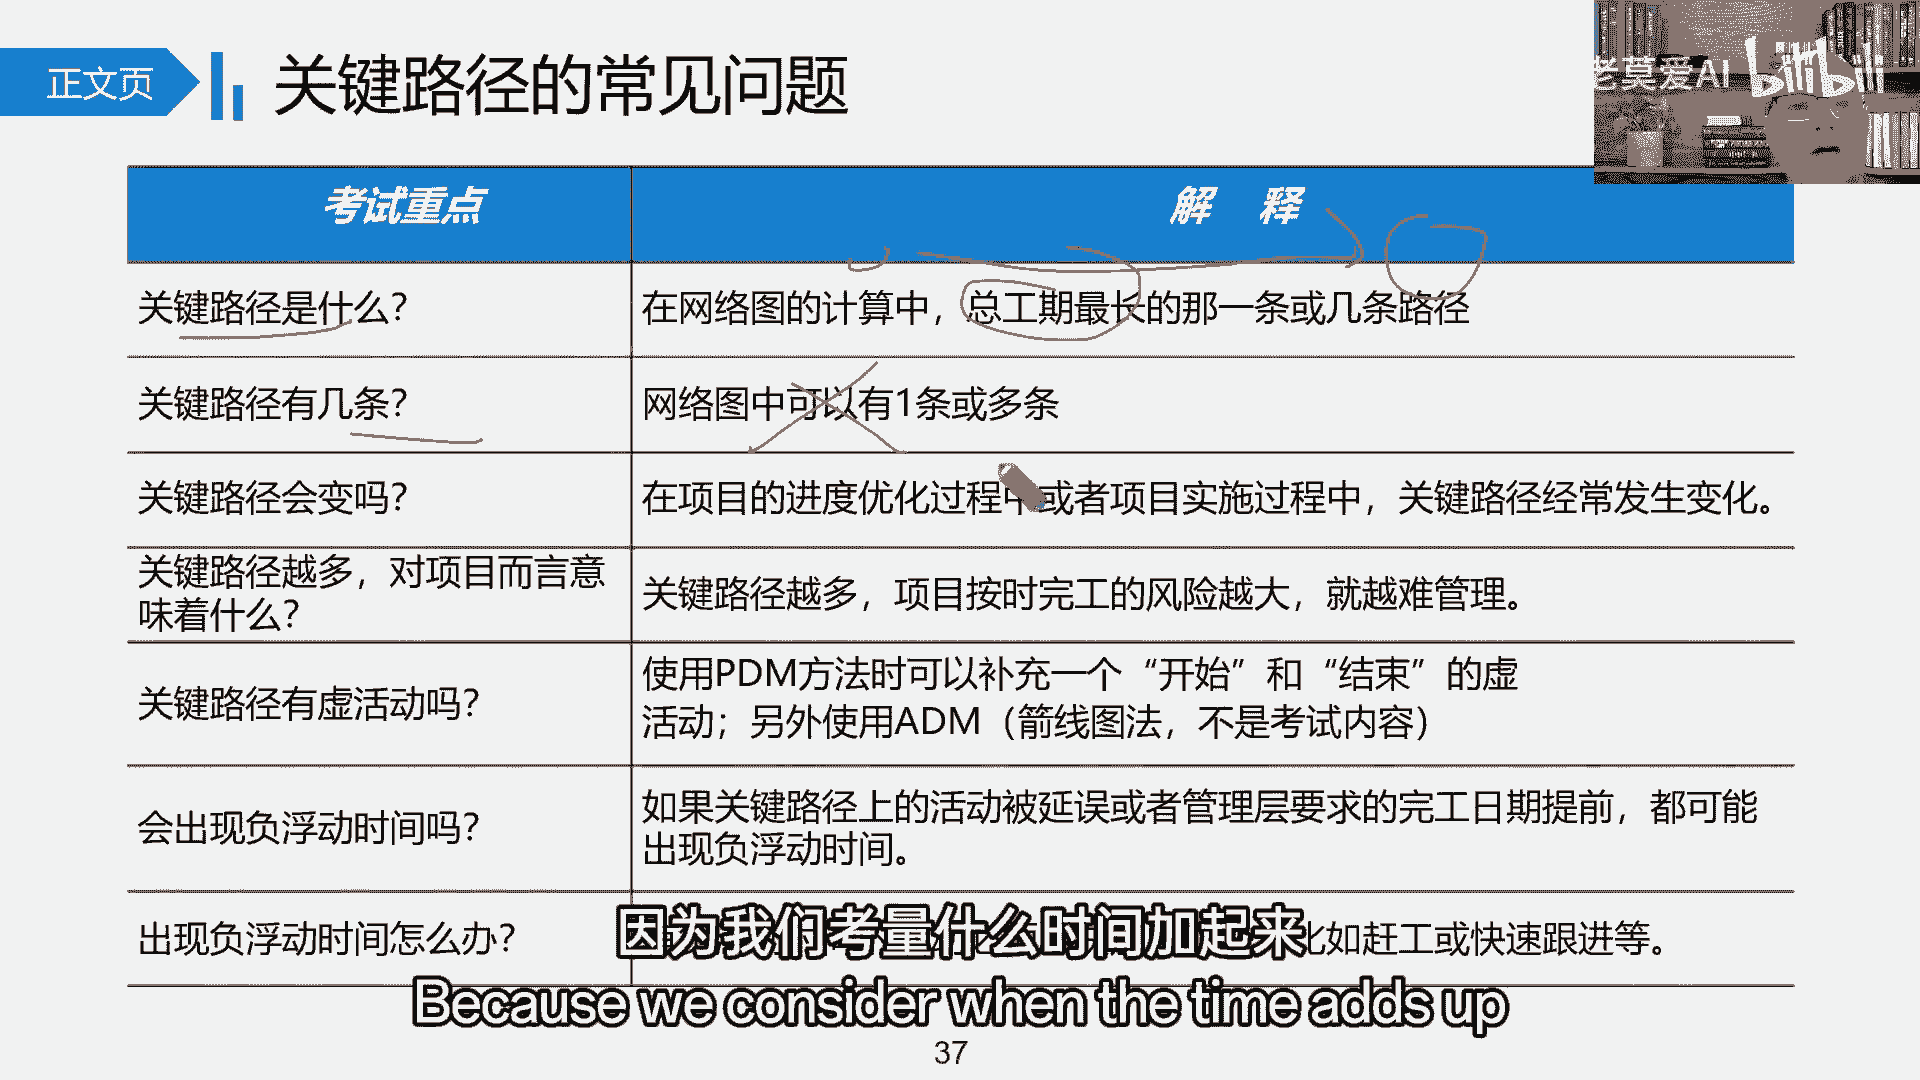 正文页
关键路径的常见问题
老莫爱AI bilibili
考试重点
解 释
关键路径是什么？
在网络图的计算中，总工期最长的那一条或几条路径
关键路径有几条？
网络图中可以有1条或多条
关键路径会变吗？
在项目的进度优化过程中或者项目实施过程中，关键路径经常发生变化。
关键路径越多，对项目而言意
味着什么？
关键路径越多，项目按时完工的风险越大，就越难管理。
关键路径有虚活动吗？
使用PDM方法时可以补充一个“开始”和“结束”的虚
活动；另外使用ADM（箭线图法，不是考试内容）
会出现负浮动时间吗？
如果关键路径上的活动被延误或者管理层要求的完工日期提前，都可能
出现负浮动时间。
出现负浮动时间怎么办？
比如赶工或快速跟进等。
因为我们考量什么时间加起来
Because we consider when the time adds up
37